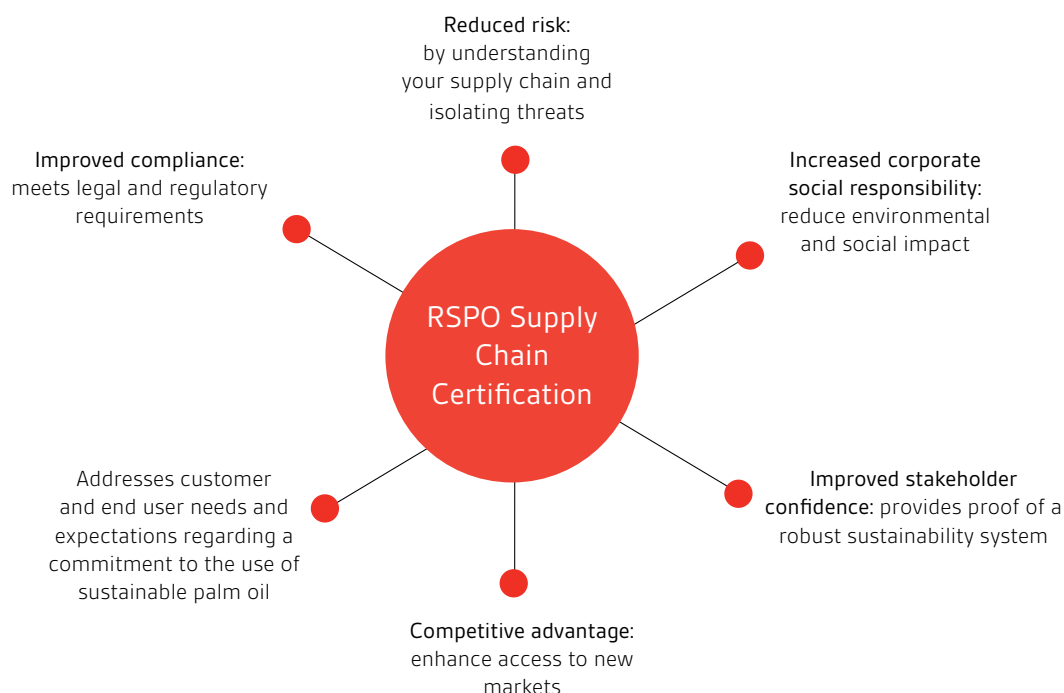 Reduced risk:
by understanding
your supply chain and
isolating threats
Improved compliance:
meets legal and regulatory
requirements
Increased corporate
social responsibility:
reduce environmental
and social impact
RSPO Supply
Chain
Certification
Addresses customer
and end user needs and
expectations regarding a
commitment to the use of
sustainable palm oil
Improved stakeholder
confidence: provides proof of a
robust sustainability system
Competitive advantage:
enhance access to new
markets